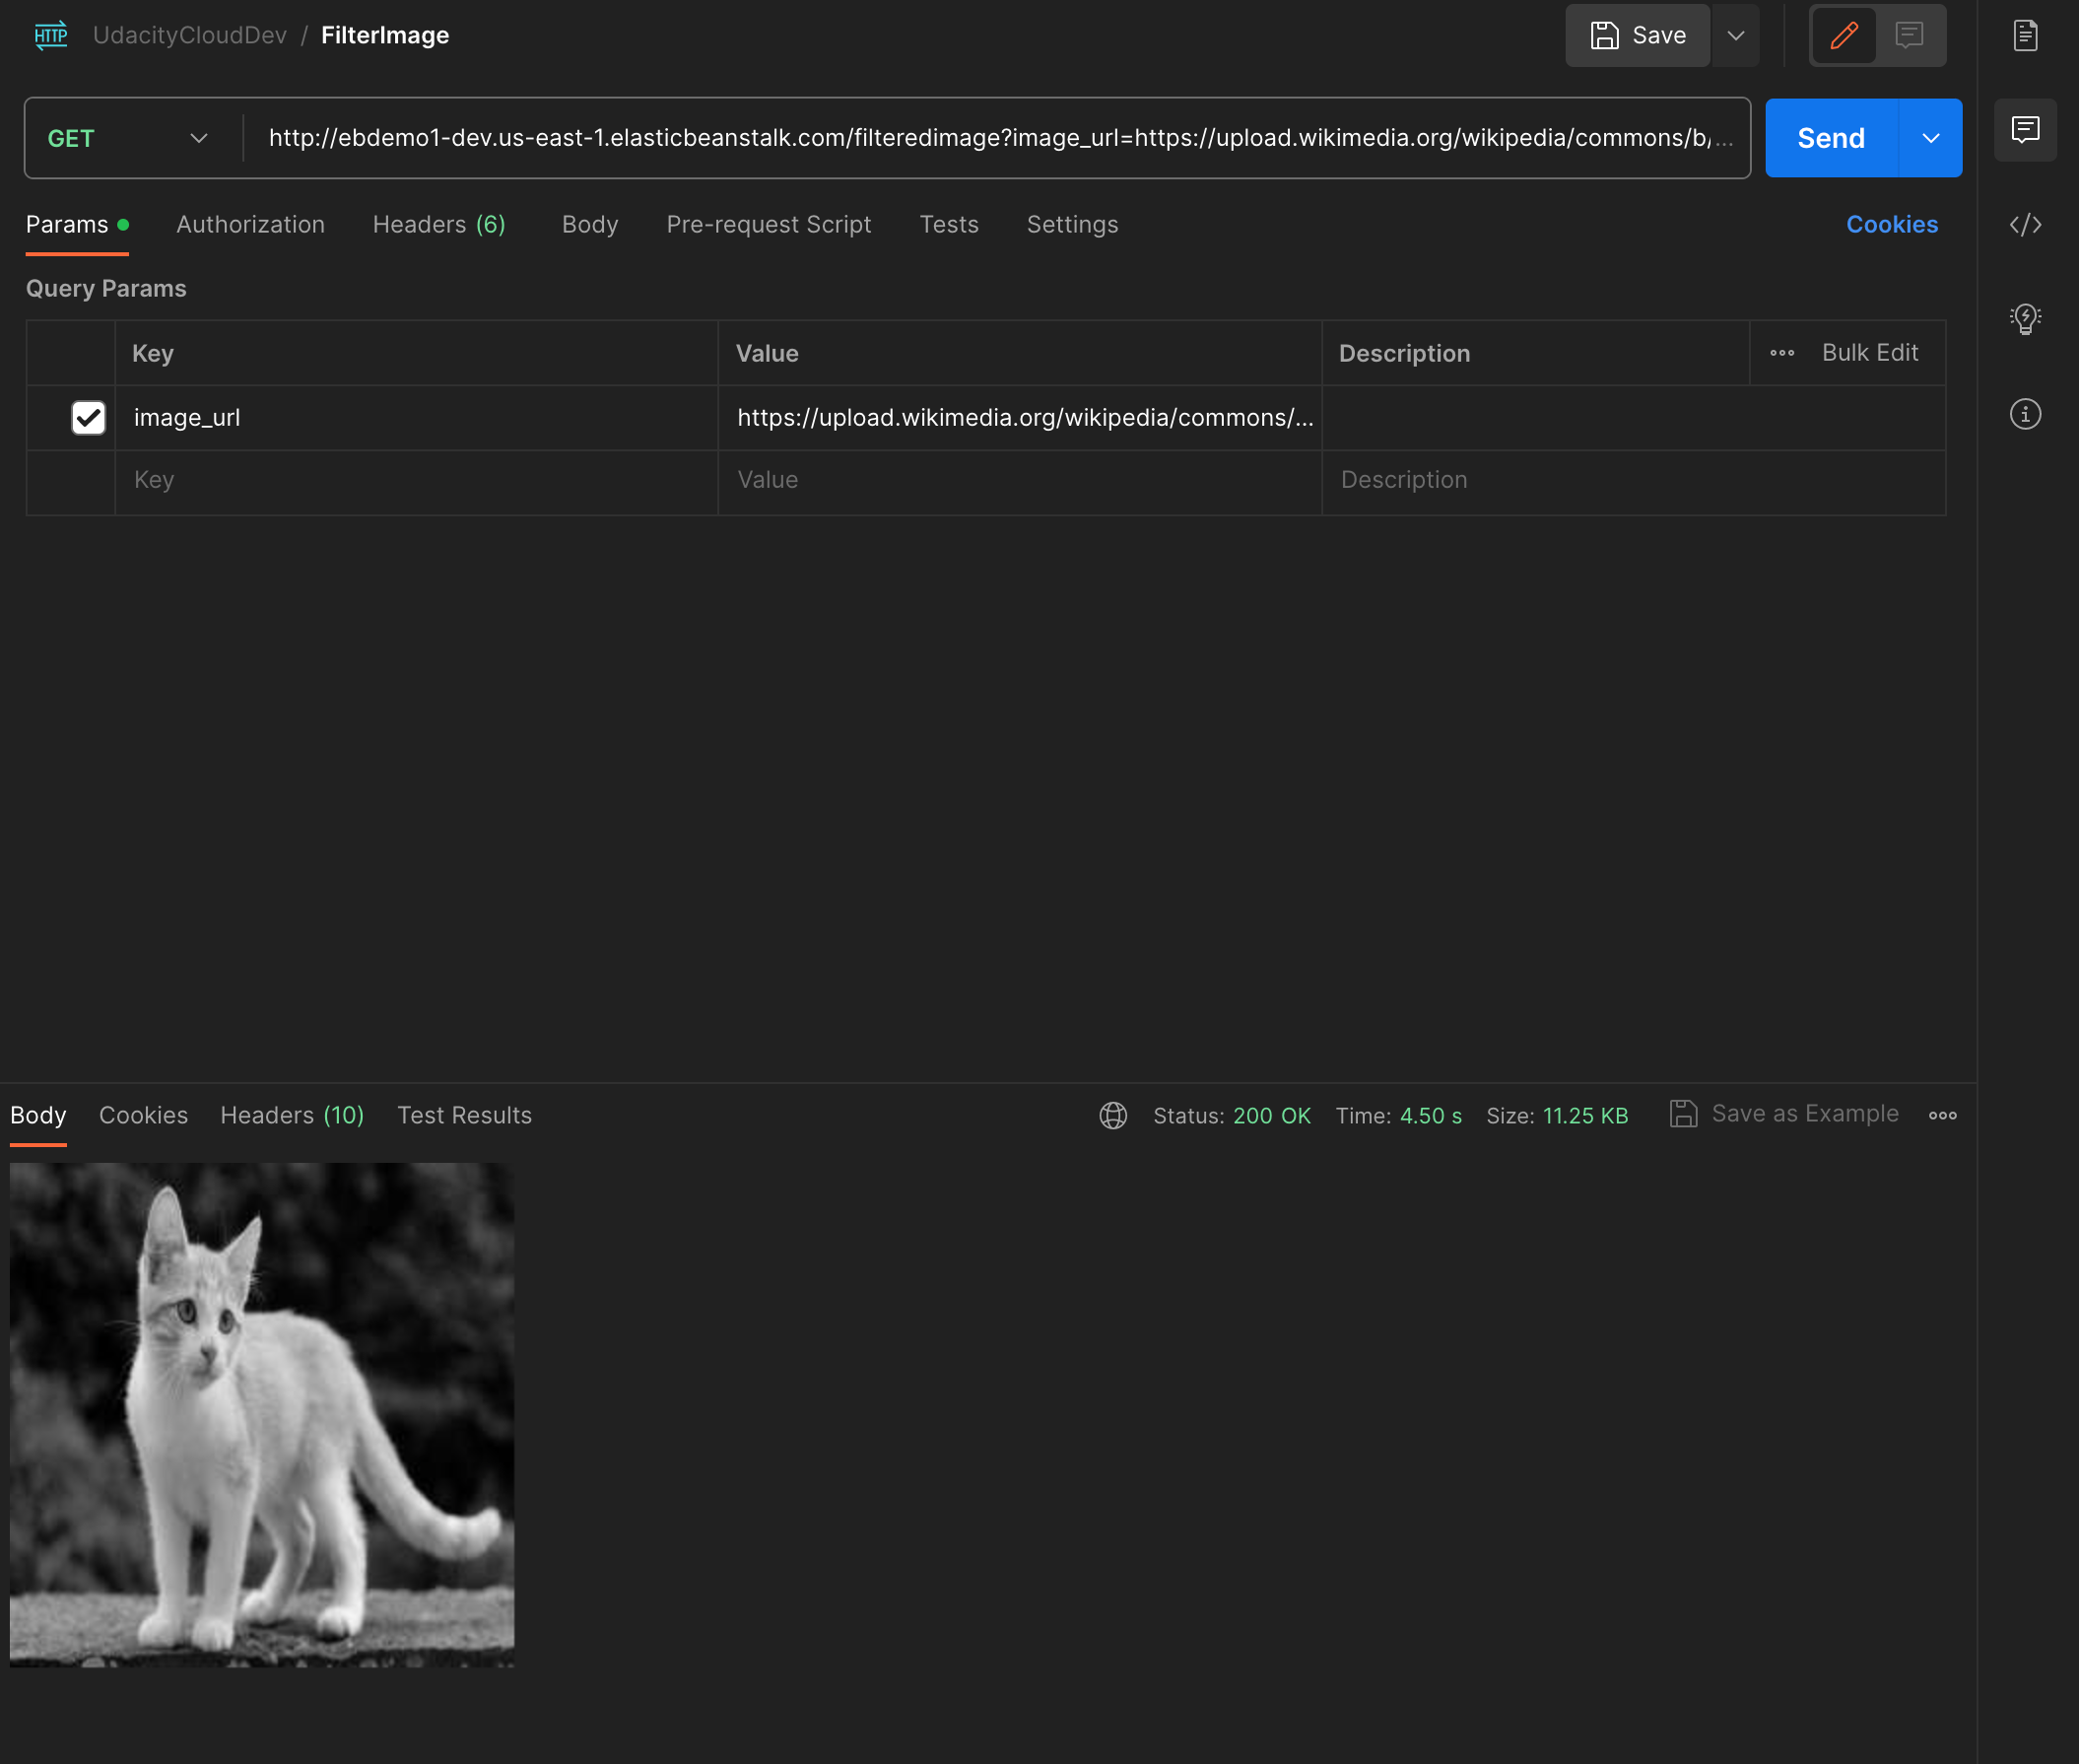 HTTP UdacityCloudDev / FilterImage Save
GET http://ebdemo1-dev.us-east-1.elasticbeanstalk.com/filteredimage?image_url=https://upload.wikimedia.org/wikipedia/commons/b/... Send
Params Authorization Headers (6) Body Pre-request Script Tests Settings Cookies
Query Params
Key Value Description Bulk Edit
image_url https://upload.wikimedia.org/wikipedia/commons/...
Key Value Description
Body Cookies Headers (10) Test Results Status: 200 OK Time: 4.50 s Size: 11.25 KB Save as Example